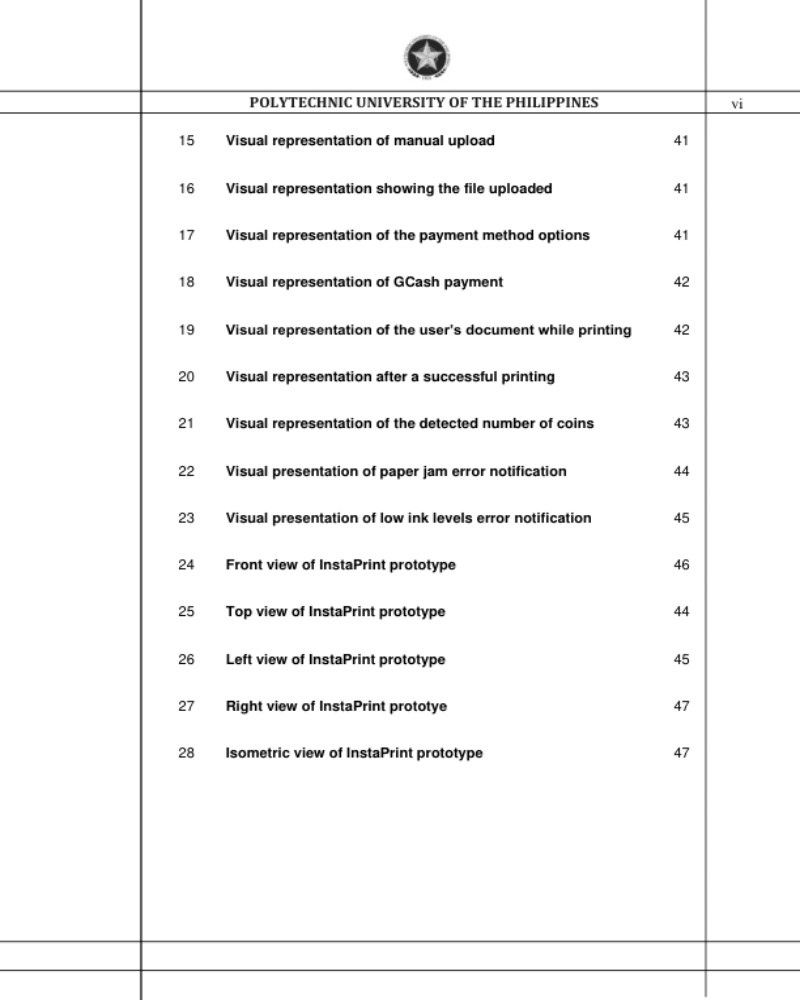 POLYTECHNIC UNIVERSITY OF THE PHILIPPINES vi
15 Visual representation of manual upload 41
16 Visual representation showing the file uploaded 41
17 Visual representation of the payment method options 41
18 Visual representation of GCash payment 42
19 Visual representation of the user's document while printing 42
20 Visual representation after a successful printing 43
21 Visual representation of the detected number of coins 43
22 Visual presentation of paper jam error notification 44
23 Visual presentation of low ink levels error notification 45
24 Front view of InstaPrint prototype 46
25 Top view of InstaPrint prototype 44
26 Left view of InstaPrint prototype 45
27 Right view of InstaPrint prototye 47
28 Isometric view of InstaPrint prototype 47